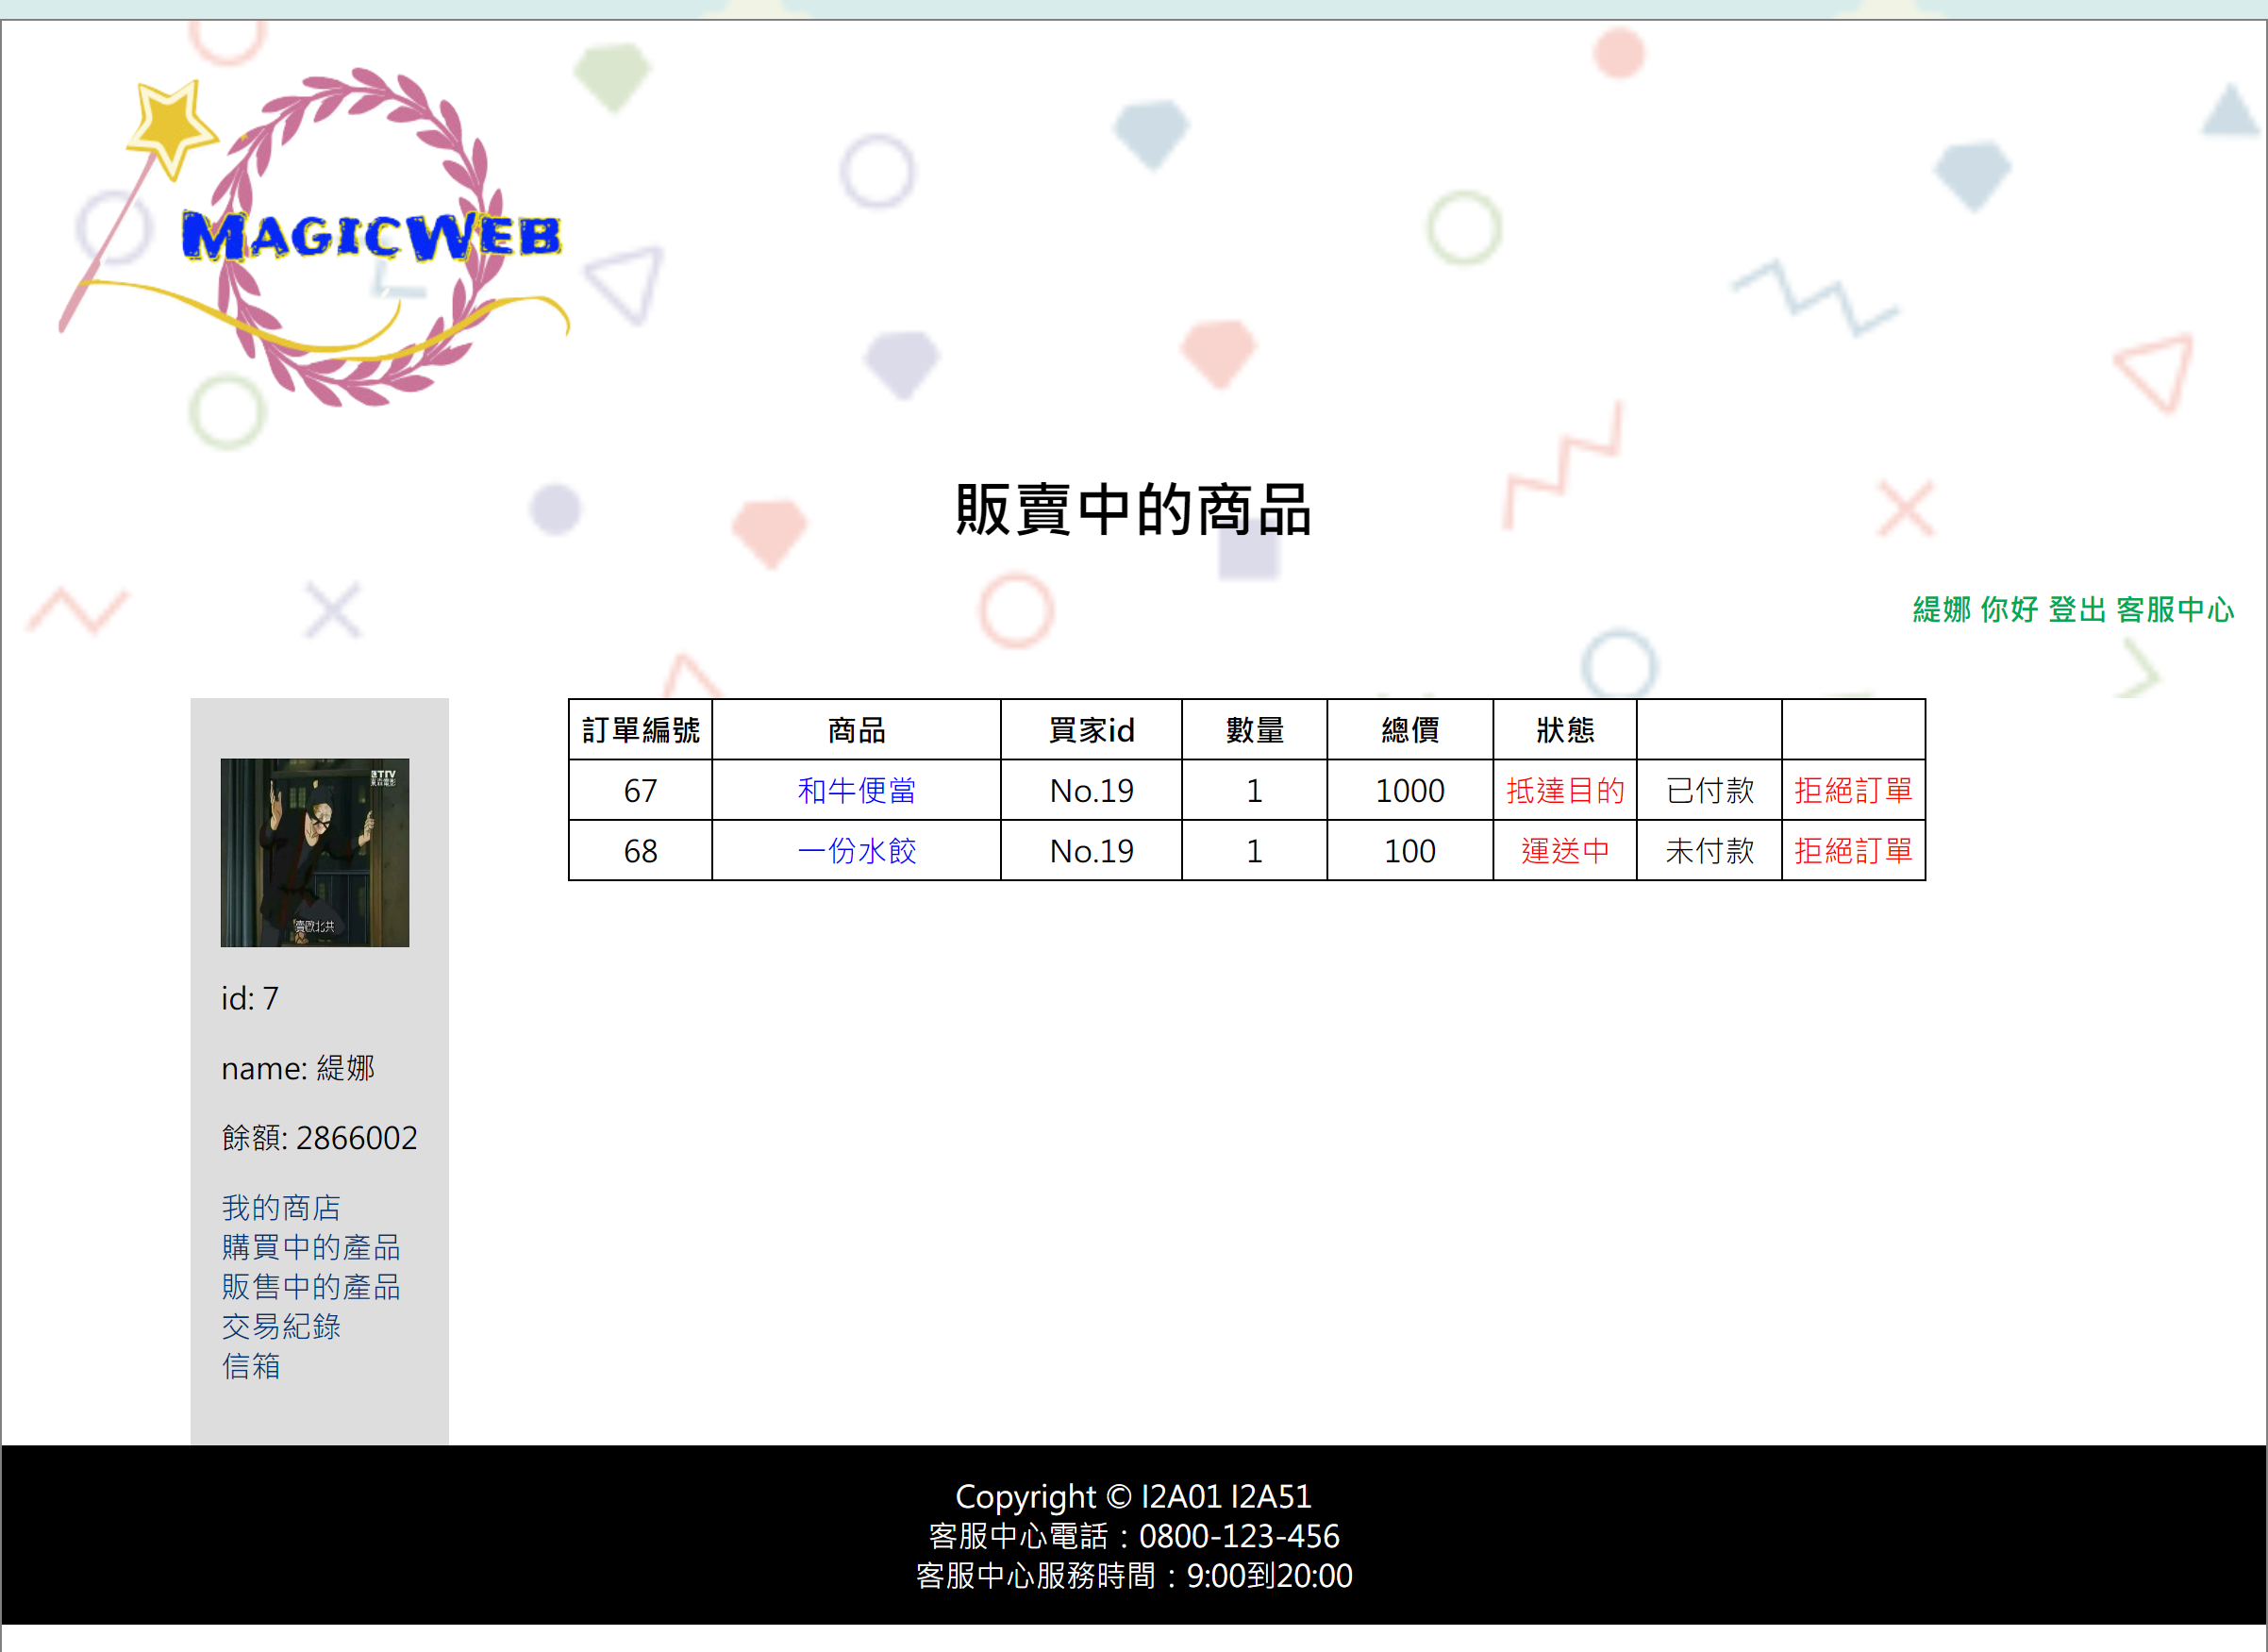 MAGICWEB
販賣中的商品
緹娜 你好 登出 客服中心
訂單編號 商品 買家id 數量 總價 狀態
67 和牛便當 No.19 1 1000 抵達目的 已付款 拒絕訂單
68 一份水餃 No.19 1 100 運送中 未付款 拒絕訂單
id: 7
name: 緹娜
餘額: 2866002
我的商店
購買中的產品
販售中的產品
交易紀錄
信箱
Copyright © I2A01 I2A51
客服中心電話：0800-123-456
客服中心服務時間：9:00到20:00